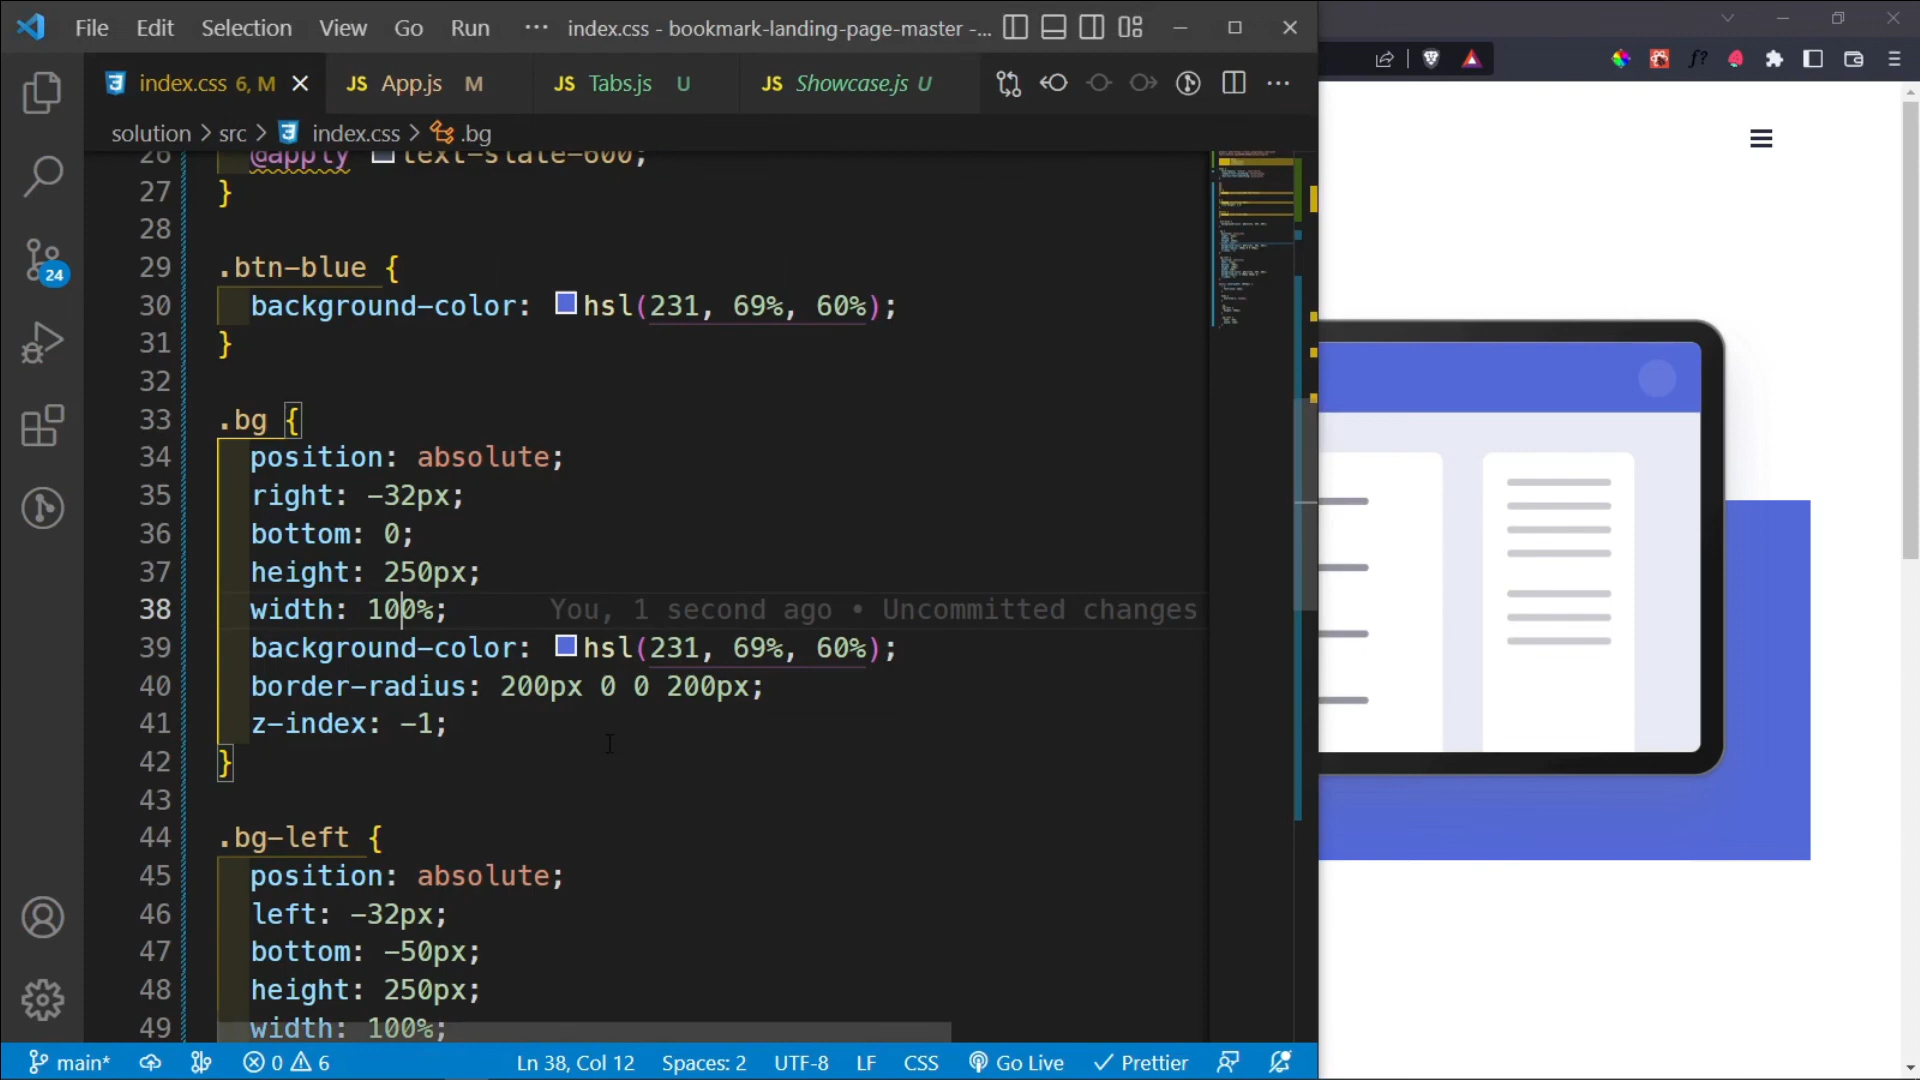 File Edit Selection View Go Run ··· index.css - bookmark-landing-page-master -...
index.css 6, M
JS App.js M
JS Tabs.js U
JS Showcase.js U
f?
solution > src > index.css > .bg
26 @apply text-slate-600;
27 }
28
29 .btn-blue {
30 background-color: hsl(231, 69%, 60%);
31 }
32
33 .bg {
34 position: absolute;
35 right: -32px;
36 bottom: 0;
37 height: 250px;
38 width: 100%; You, 1 second ago • Uncommitted changes
39 background-color: hsl(231, 69%, 60%);
40 border-radius: 200px 0 0 200px;
41 z-index: -1;
42 }
43
44 .bg-left {
45 position: absolute;
46 left: -32px;
47 bottom: -50px;
48 height: 250px;
49 width: 100%;
24
main* 0 6 Ln 38, Col 12 Spaces: 2 UTF-8 LF CSS Go Live Prettier